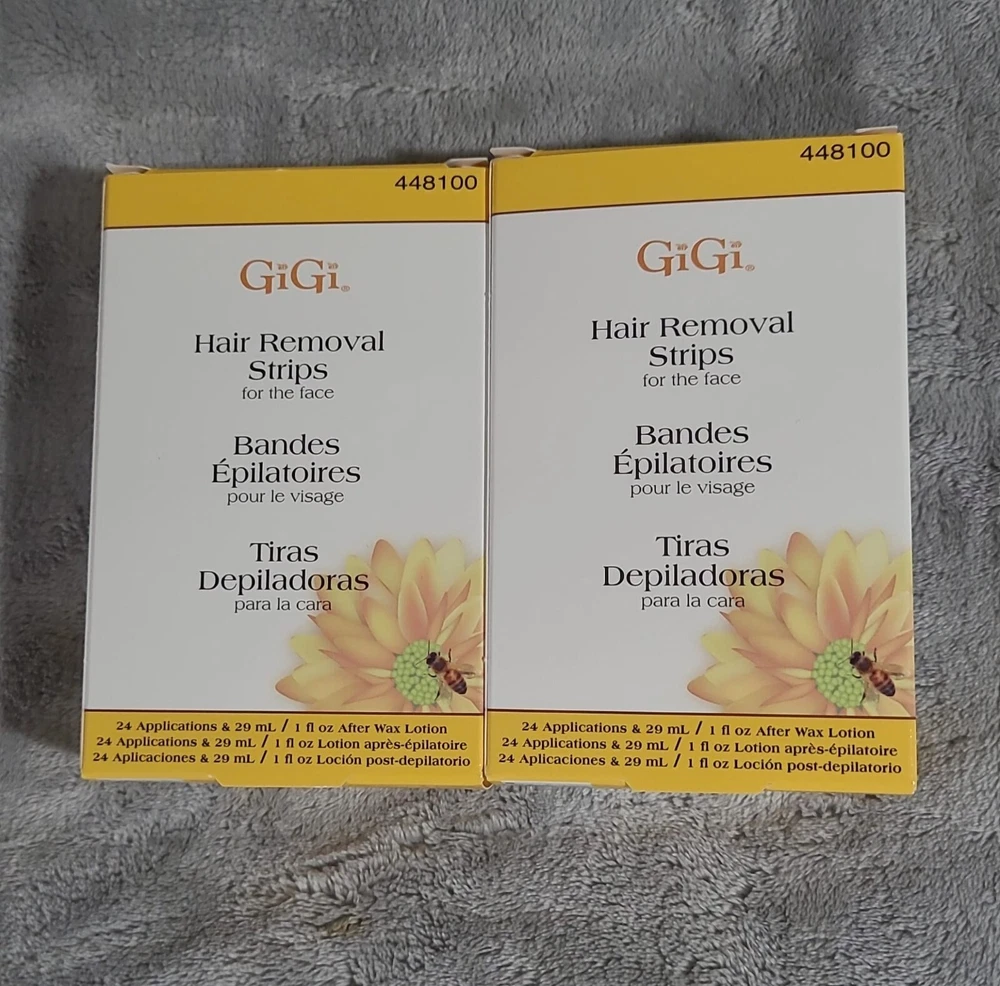 448100
GiGi®
Hair Removal
Strips
for the face
Bandes
Épilatoires
pour le visage
Tiras
Depiladoras
para la cara
24 Applications & 29 mL / 1 fl oz After Wax Lotion
24 Applications & 29 mL / 1 fl oz Lotion après-épilatoire
24 Aplicaciones & 29 mL / 1 fl oz Loción post-depilatorio
448100
GiGi®
Hair Removal
Strips
for the face
Bandes
Épilatoires
pour le visage
Tiras
Depiladoras
para la cara
24 Applications & 29 mL / 1 fl oz After Wax Lotion
24 Applications & 29 mL / 1 fl oz Lotion après-épilatoire
24 Aplicaciones & 29 mL / 1 fl oz Loción post-depilatorio